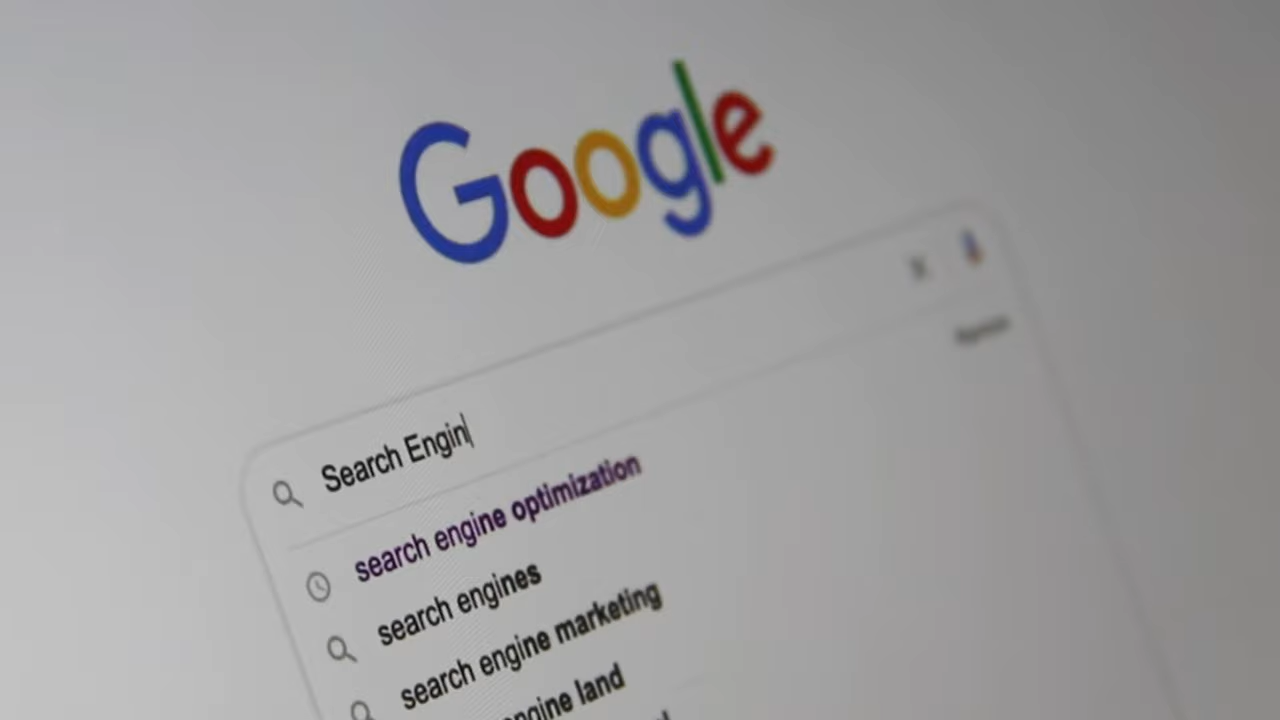 Google
Search Engin
search engine optimization
search engines
search engine marketing
engine land